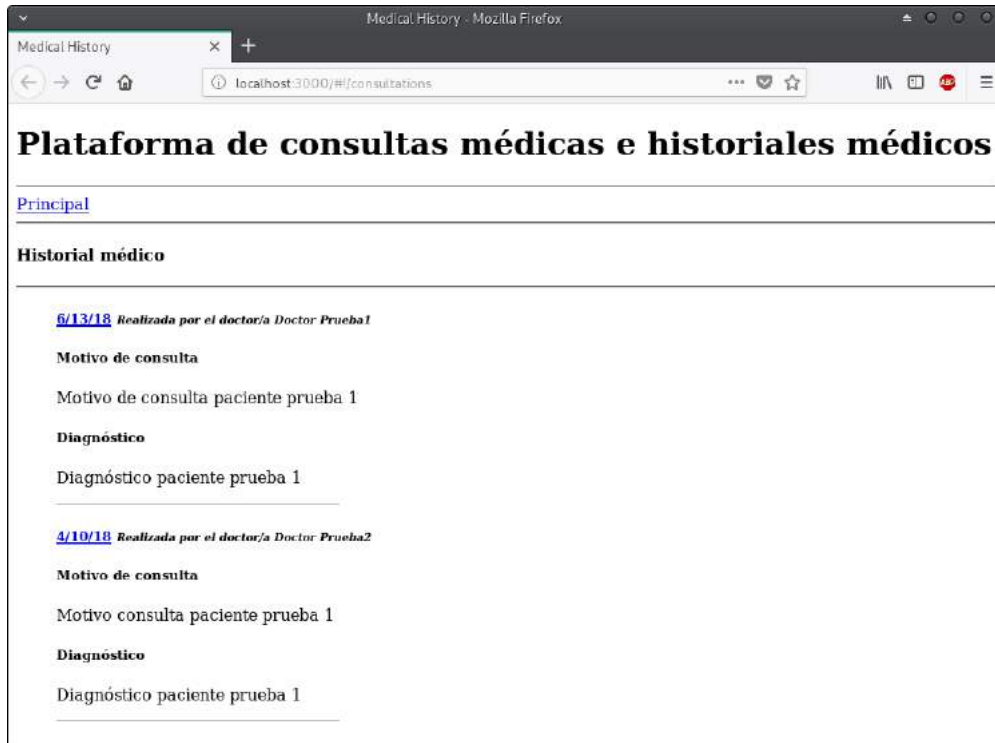 Medical History - Mozilla Firefox
Medical History
localhost:3000/#!/consultations
Plataforma de consultas médicas e historiales médicos
Principal
Historial médico
6/13/18 Realizada por el doctor/a Doctor Prueba1
Motivo de consulta
Motivo de consulta paciente prueba 1
Diagnóstico
Diagnóstico paciente prueba 1
4/10/18 Realizada por el doctor/a Doctor Prueba2
Motivo de consulta
Motivo consulta paciente prueba 1
Diagnóstico
Diagnóstico paciente prueba 1